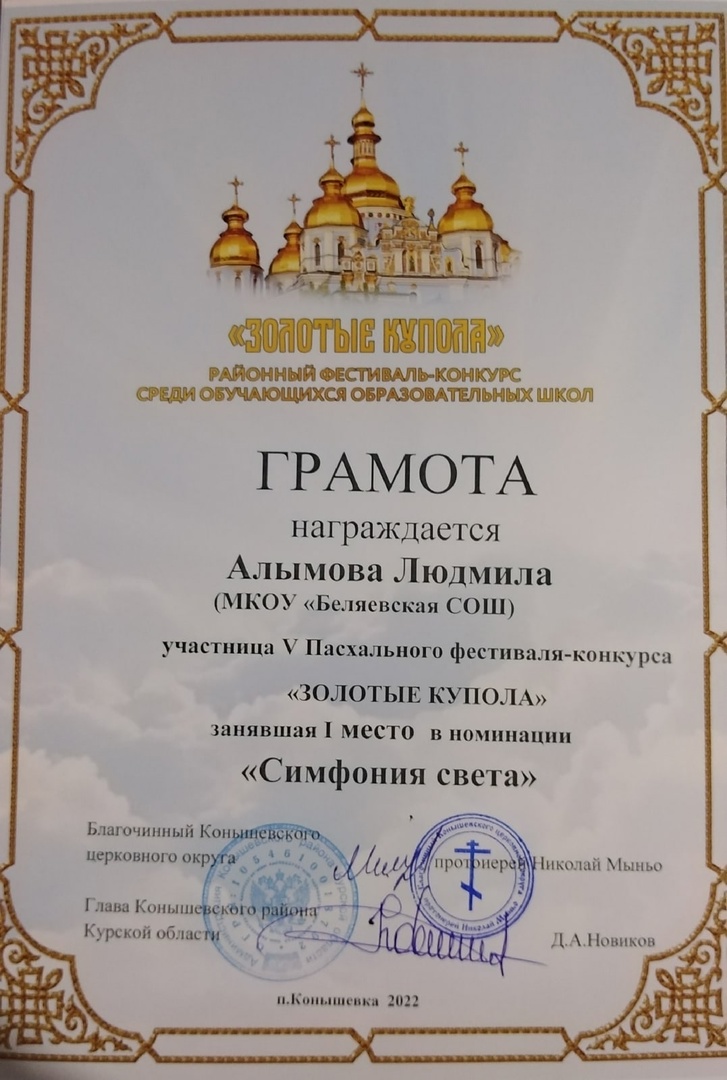 «ЗОЛОТЫЕ КУПОЛА»
РАЙОННЫЙ ФЕСТИВАЛЬ-КОНКУРС
СРЕДИ ОБУЧАЮЩИХСЯ ОБРАЗОВАТЕЛЬНЫХ ШКОЛ
ГРАМОТА
награждается
Алымова Людмила
(МКОУ «Беляевская СОШ)
участница V Пасхального фестиваля-конкурса
«ЗОЛОТЫЕ КУПОЛА»
занявшая I место в номинации
«Симфония света»
Благочинный Конышевского
церковного округа протоиерей Николай Мыньо
Глава Конышевского района
Курской области Д.А.Новиков
п.Конышевка 2022